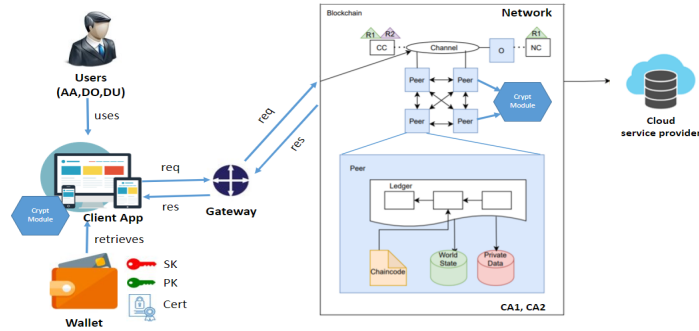 Users
(AA,DO,DU)
uses
Crypt
Module
Client App
req
res
Gateway
retrieves
SK
PK
Cert
Wallet
req
res
Blockchain
Network
R1
R2
CC
Channel
O
R1
NC
Peer
Peer
Peer
Peer
Crypt
Module
Peer
Ledger
Chaincode
World
State
Private
Data
CA1, CA2
Cloud
service provider